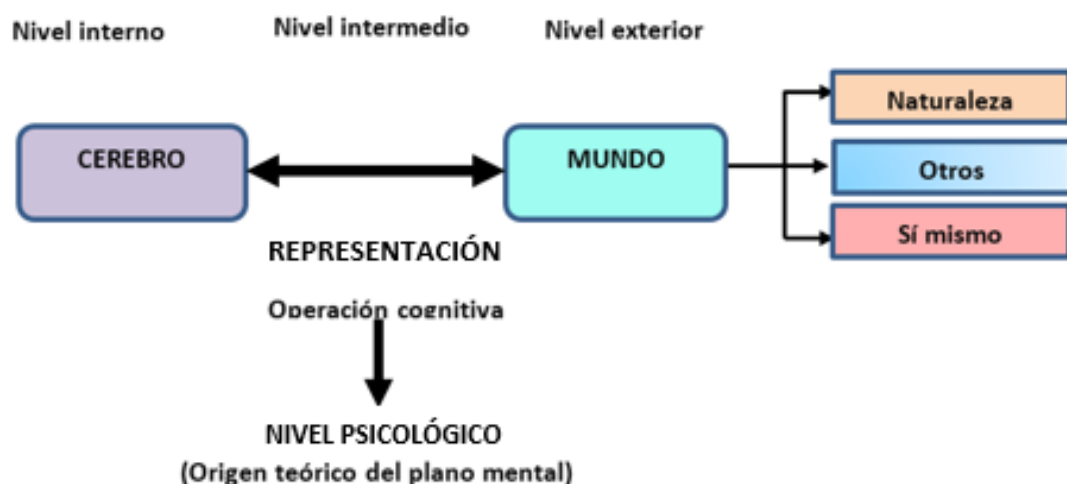 Nivel interno
Nivel intermedio
Nivel exterior
CEREBRO
MUNDO
Naturaleza
Otros
Sí mismo
REPRESENTACIÓN
Operación cognitiva
NIVEL PSICOLÓGICO
(Origen teórico del plano mental)